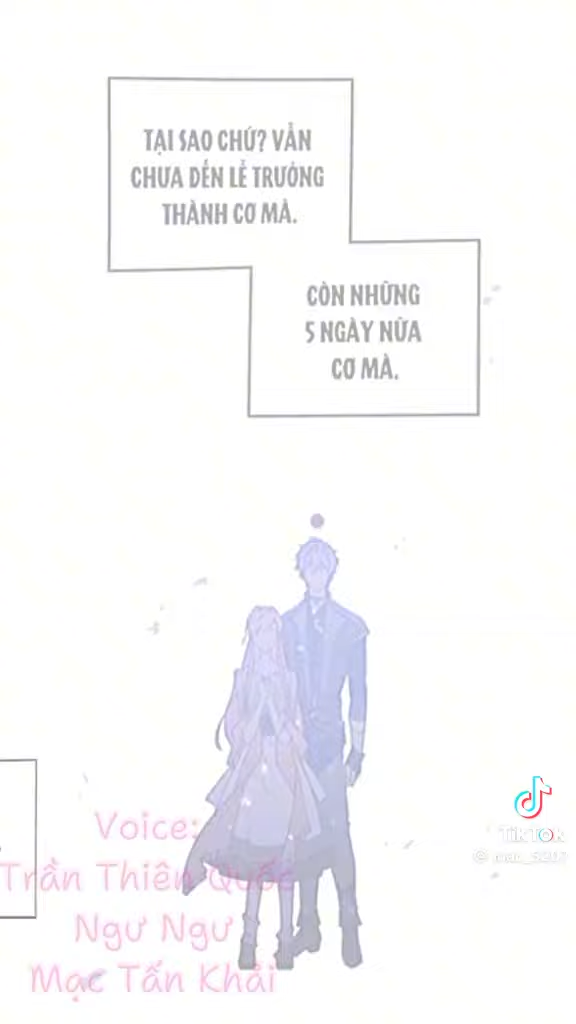 TẠI SAO CHỨ? VẪN
CHƯA ĐẾN LỄ TRƯỞNG
THÀNH CƠ MÀ.
CÒN NHỮNG
5 NGÀY NỮA
CƠ MÀ.
Voice:
Trần Thiên Quốc
Ngư Ngư
Mạc Tấn Khải
TikTok